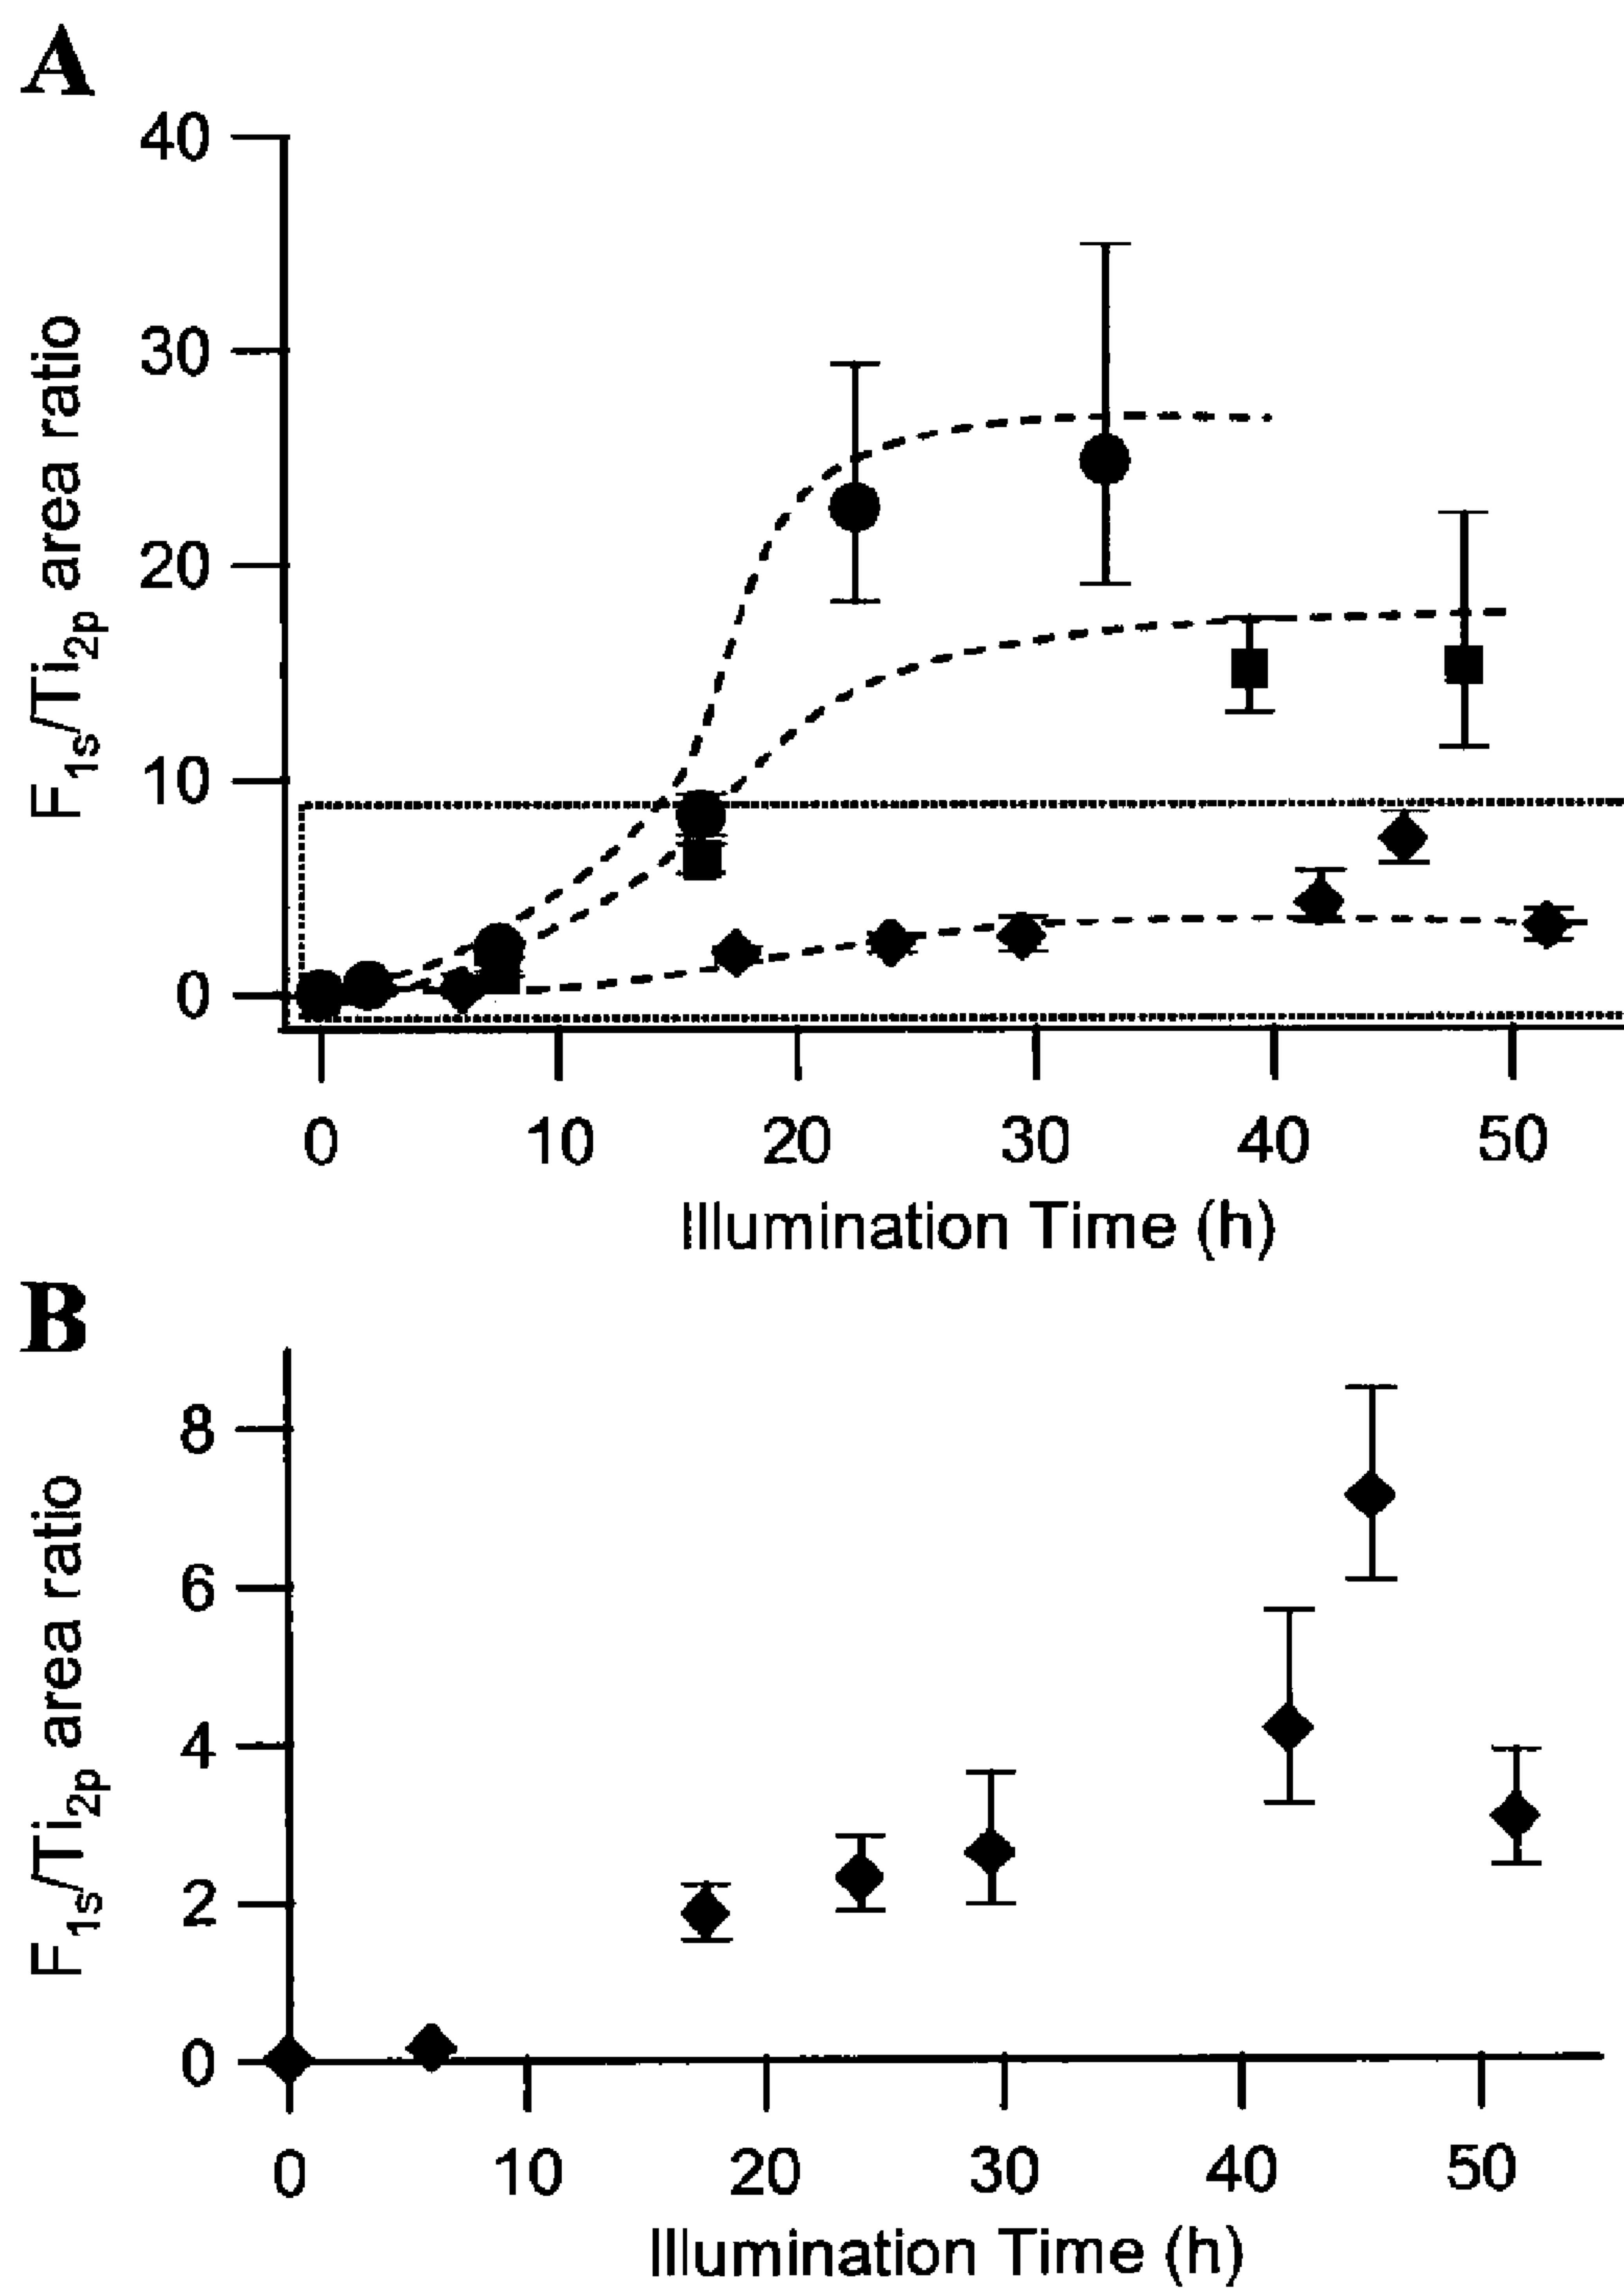 A
40
30
20
10
0
F1s/Ti2p area ratio
0 10 20 30 40 50
Illumination Time (h)
B
8
6
4
2
0
F1s/Ti2p area ratio
0 10 20 30 40 50
Illumination Time (h)